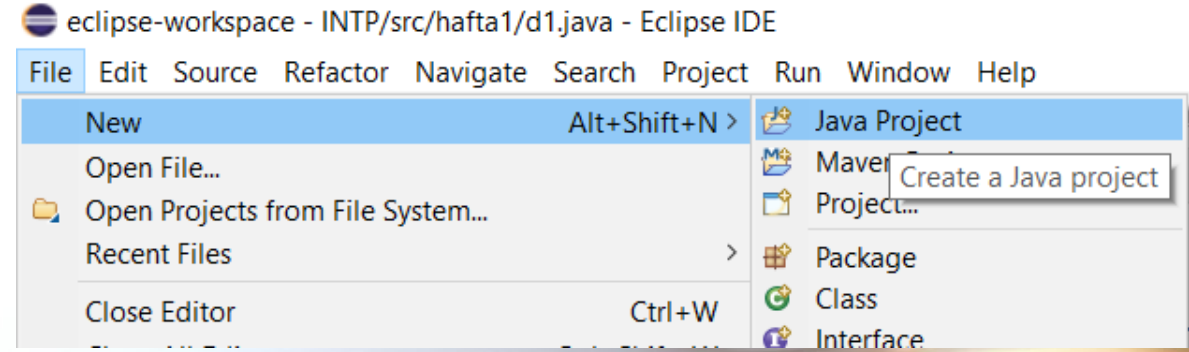 eclipse-workspace - INTP/src/hafta1/d1.java - Eclipse IDE
File Edit Source Refactor Navigate Search Project Run Window Help
New Alt+Shift+N >
Open File...
Open Projects from File System...
Recent Files >
Close Editor Ctrl+W
Java Project
Maven
Create a Java project
Project...
Package
Class
Interface